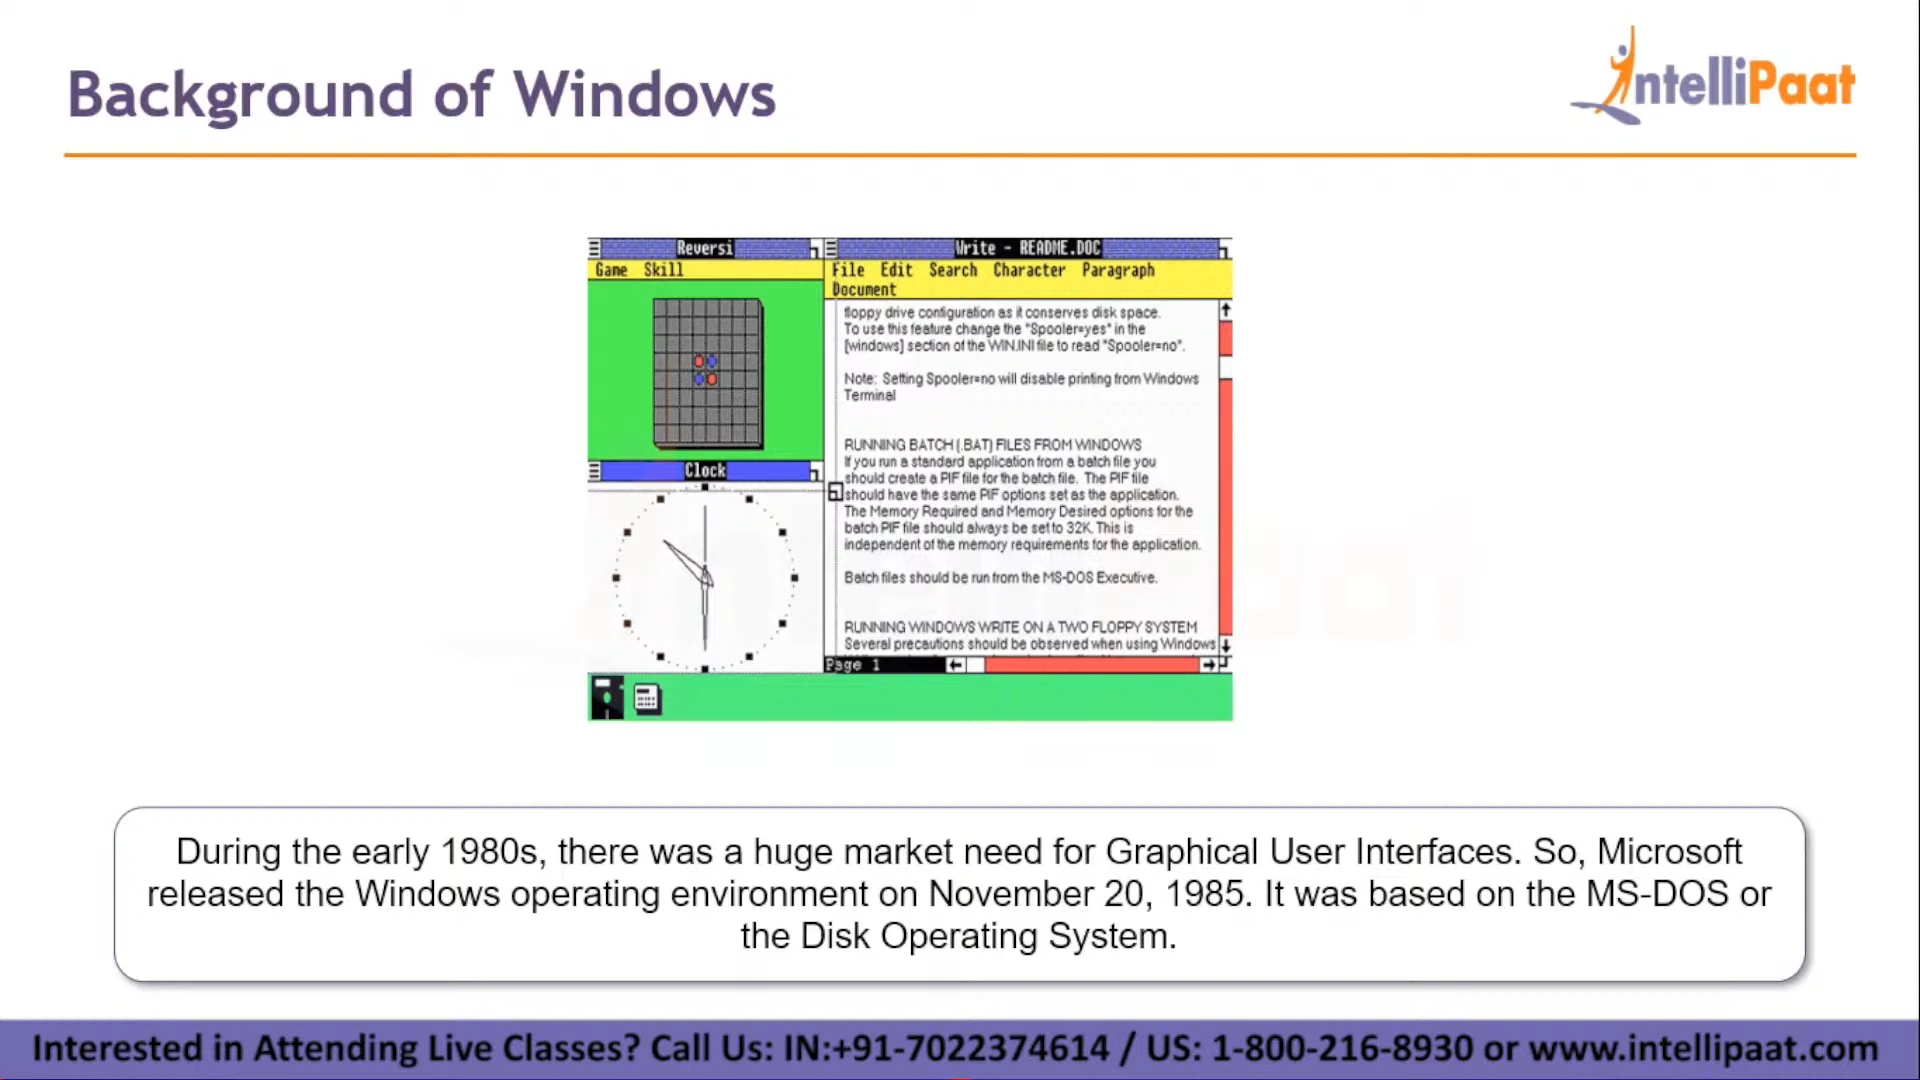 Background of Windows
IntelliPaat
Reversi
Game Skill
Write - README.DOC
File Edit Search Character Paragraph
Document
floppy drive configuration as it conserves disk space.
To use this feature change the "Spooler=yes" in the
[windows] section of the WIN.INI file to read "Spooler=no".
Note: Setting Spooler=no will disable printing from Windows
Terminal
RUNNING BATCH (.BAT) FILES FROM WINDOWS
If you run a standard application from a batch file you
should create a PIF file for the batch file. The PIF file
should have the same PIF options set as the application.
The Memory Required and Memory Desired options for the
batch PIF file should always be set to 32K. This is
independent of the memory requirements for the application.
Batch files should be run from the MS-DOS Executive.
RUNNING WINDOWS WRITE ON A TWO FLOPPY SYSTEM
Several precautions should be observed when using Windows
Page 1
Clock
During the early 1980s, there was a huge market need for Graphical User Interfaces. So, Microsoft
released the Windows operating environment on November 20, 1985. It was based on the MS-DOS or
the Disk Operating System.
Interested in Attending Live Classes? Call Us: IN:+91-7022374614 / US: 1-800-216-8930 or www.intellipaat.com